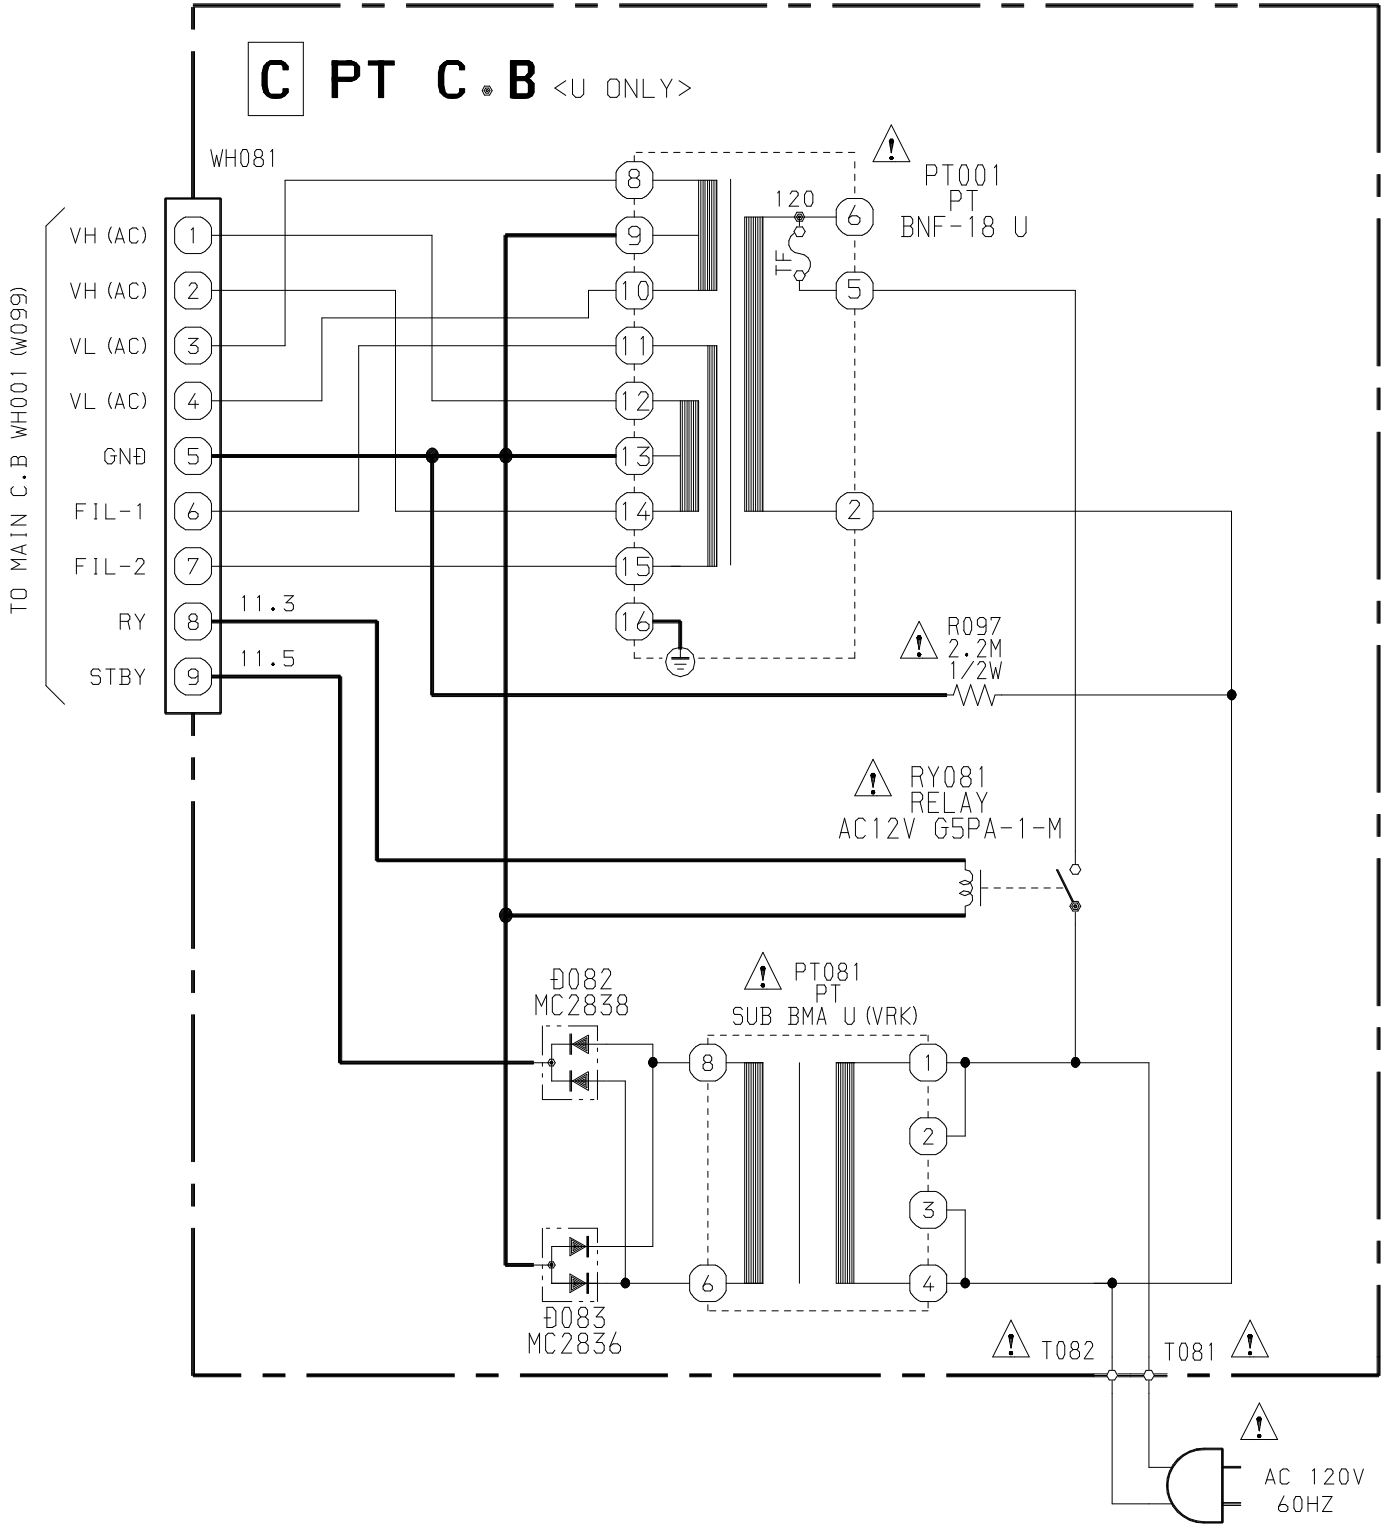 C PT C.B <U ONLY>
WH081
TO MAIN C.B WH001 (W099)
VH (AC) 1
VH (AC) 2
VL (AC) 3
VL (AC) 4
GND 5
FIL-1 6
FIL-2 7
RY 8
STBY 9
11.3
11.5
8
9
10
11
12
13
14
15
16
120
TF
6
5
2
!
PT001
PT
BNF-18 U
!
R097
2.2M
1/2W
!
RY081
RELAY
AC12V G5PA-1-M
D082
MC2838
!
PT081
PT
SUB BMA U (VRK)
8
6
1
2
3
4
D083
MC2836
!
T082
T081
!
!
AC 120V
60HZ